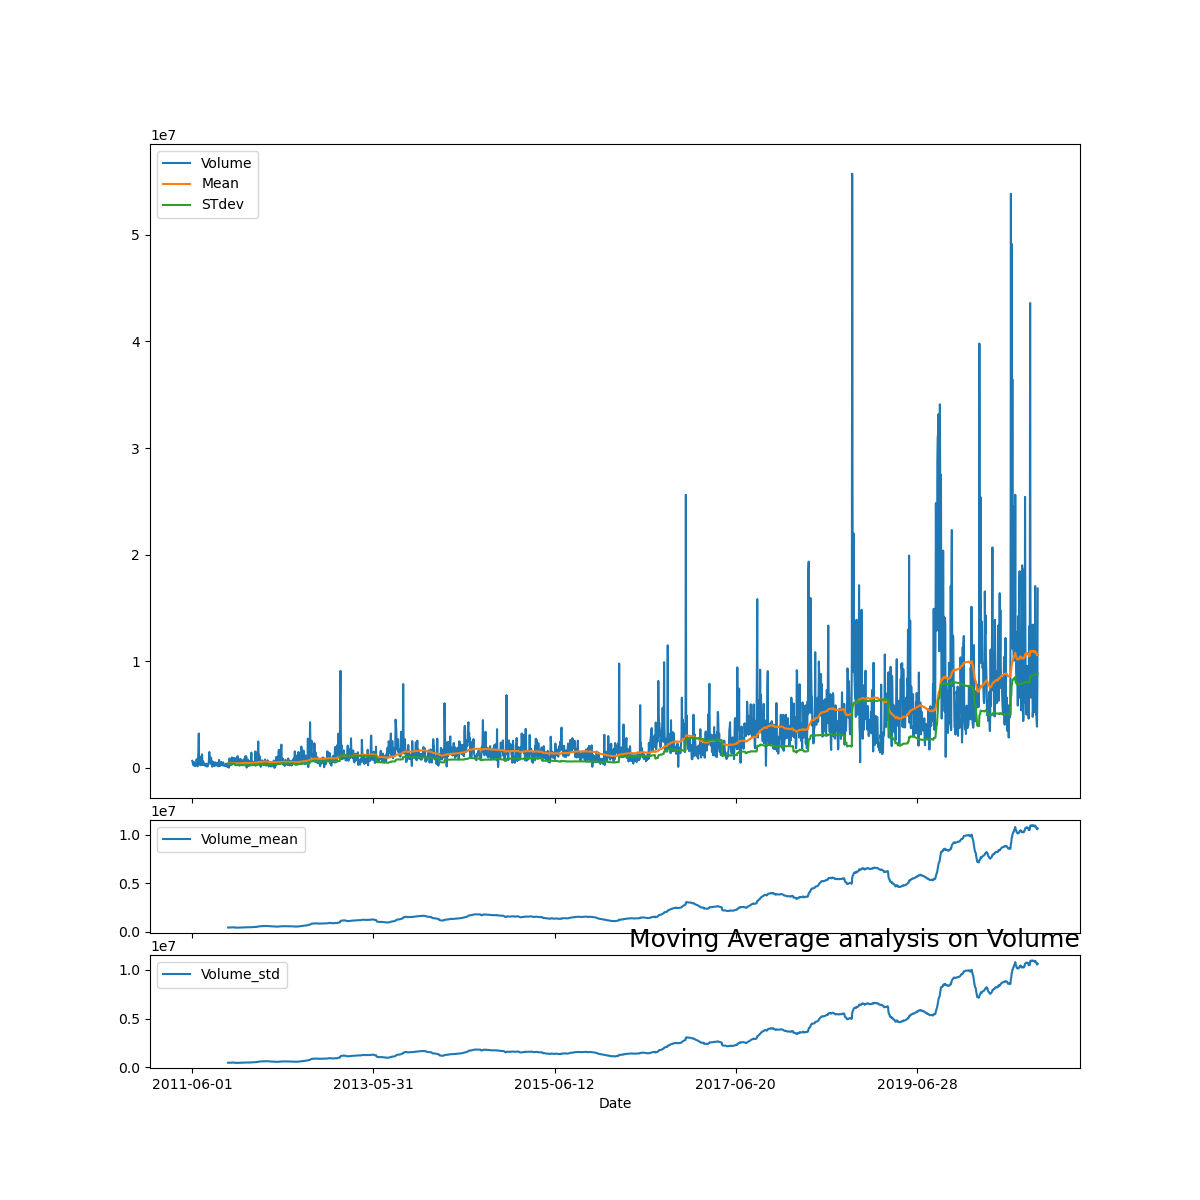 1e7
Volume
Mean
STdev
5
4
3
2
1
0
1e7
Volume_mean
1.0
0.5
0.0
Moving Average analysis on Volume
1e7
Volume_std
1.0
0.5
0.0
2011-06-01 2013-05-31 2015-06-12 2017-06-20 2019-06-28
Date